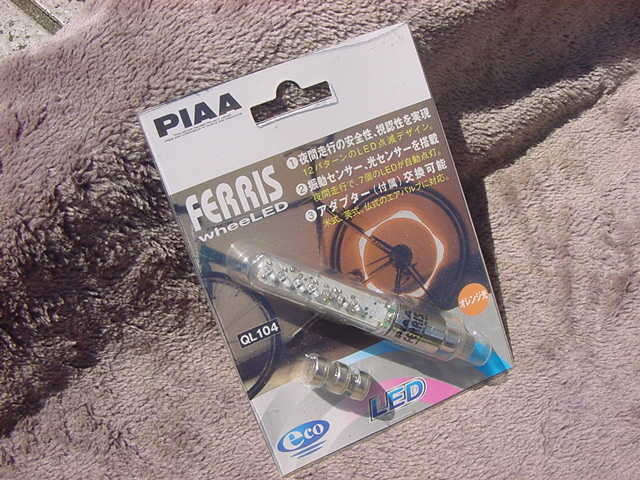 PIAA
FERRIS
wheeLED
① 夜間走行の安全性、視認性を実現
12パターンのLED点滅デザイン。
② 振動センサー、光センサーを搭載
夜間走行で、7個のLEDが自動点灯。
③ アダプター(付属)交換可能
米式、英式、仏式のエアバルブに対応。
オレンジ光
QL104
PIAA
FERRIS
LED
eco